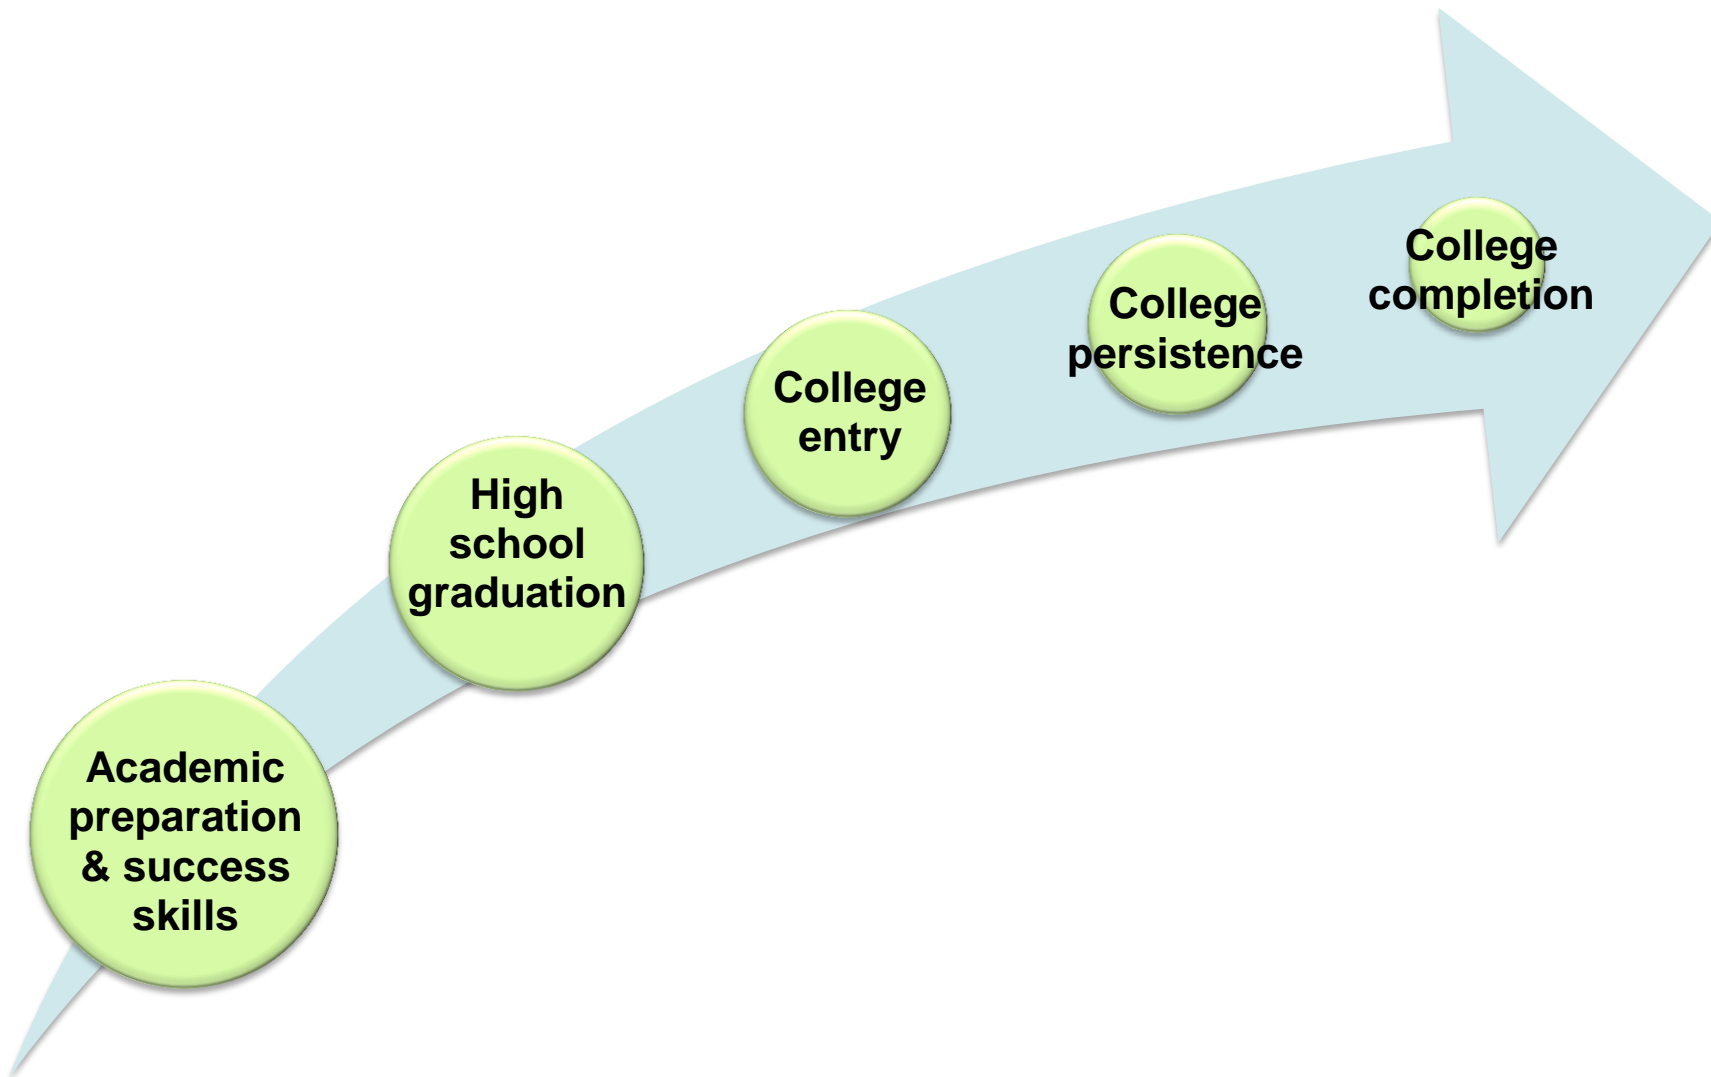 Academic
preparation
& success
skills
High
school
graduation
College
entry
College
persistence
College
completion